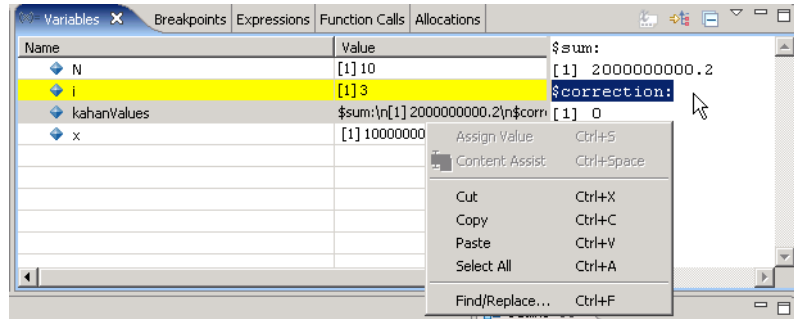 Variables Breakpoints Expressions Function Calls Allocations
Name Value
N [1] 10
i [1] 3
kahanValues $sum:\n[1] 2000000000.2\n$corr
x [1] 10000000
$sum:
[1] 2000000000.2
$correction:
[1] 0
Assign Value Ctrl+S
Content Assist Ctrl+Space
Cut Ctrl+X
Copy Ctrl+C
Paste Ctrl+V
Select All Ctrl+A
Find/Replace... Ctrl+F